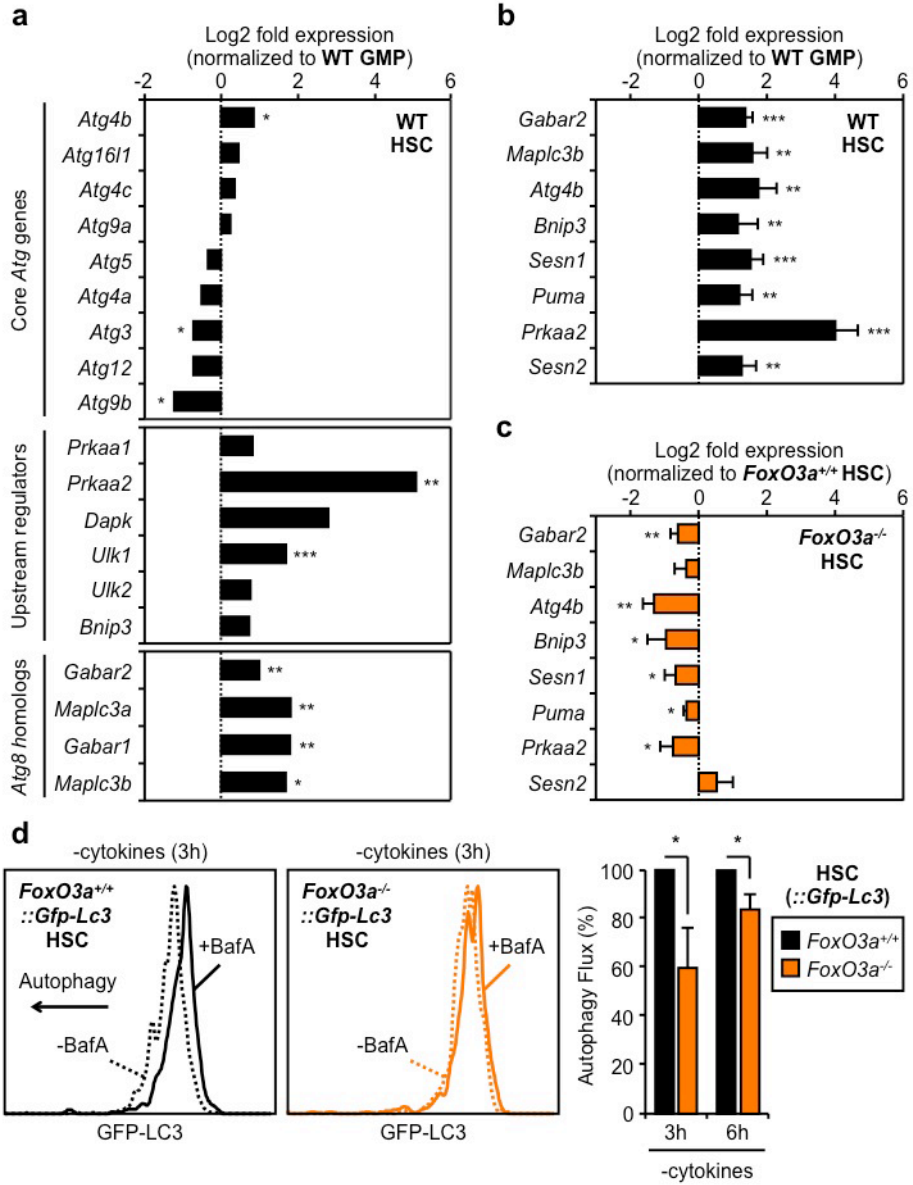 a
Log2 fold expression
(normalized to WT GMP)
-2 0 2 4 6
Core Atg genes
Atg4b *
Atg16l1
Atg4c
Atg9a
Atg5
Atg4a
Atg3 *
Atg12
Atg9b *
WT
HSC
Upstream regulators
Prkaa1
Prkaa2 **
Dapk
Ulk1 ***
Ulk2
Bnip3
Atg8 homologs
Gabar2 **
Maplc3a **
Gabar1 **
Maplc3b *
b
Log2 fold expression
(normalized to WT GMP)
-2 0 2 4 6
WT
HSC
Gabar2 ***
Maplc3b **
Atg4b **
Bnip3 **
Sesn1 ***
Puma **
Prkaa2 ***
Sesn2 **
c
Log2 fold expression
(normalized to FoxO3a+/+ HSC)
-2 0 2 4 6
FoxO3a-/-
HSC
Gabar2 **
Maplc3b
Atg4b **
Bnip3 *
Sesn1 *
Puma *
Prkaa2 *
Sesn2
d
-cytokines (3h)
FoxO3a+/+
::Gfp-Lc3
HSC
+BafA
Autophagy
-BafA
GFP-LC3
-cytokines (3h)
FoxO3a-/-
::Gfp-Lc3
HSC
+BafA
-BafA
GFP-LC3
Autophagy Flux (%)
100
80
60
40
20
0
* *
3h 6h
-cytokines
HSC
(::Gfp-Lc3)
FoxO3a+/+
FoxO3a-/-